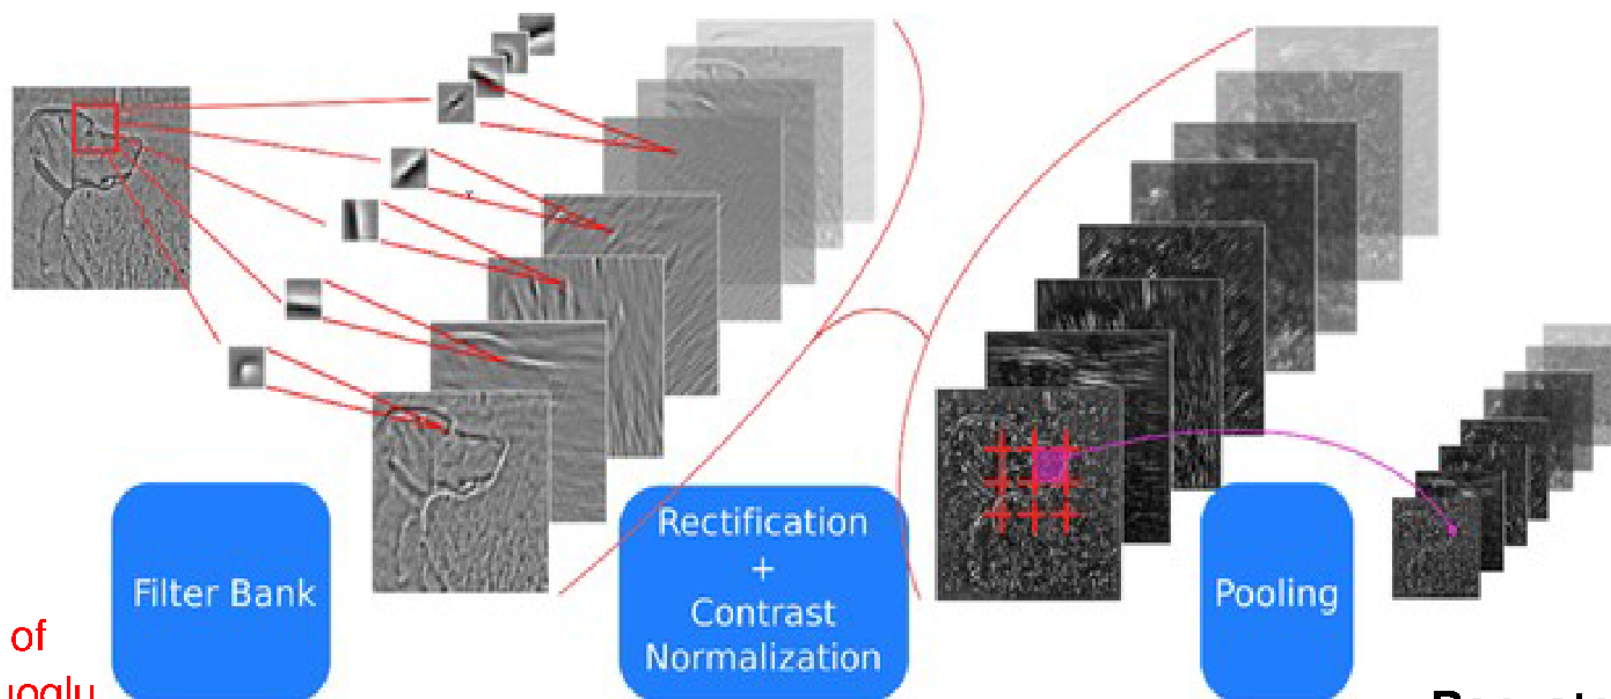 Filter Bank
Rectification
+
Contrast
Normalization
Pooling
of